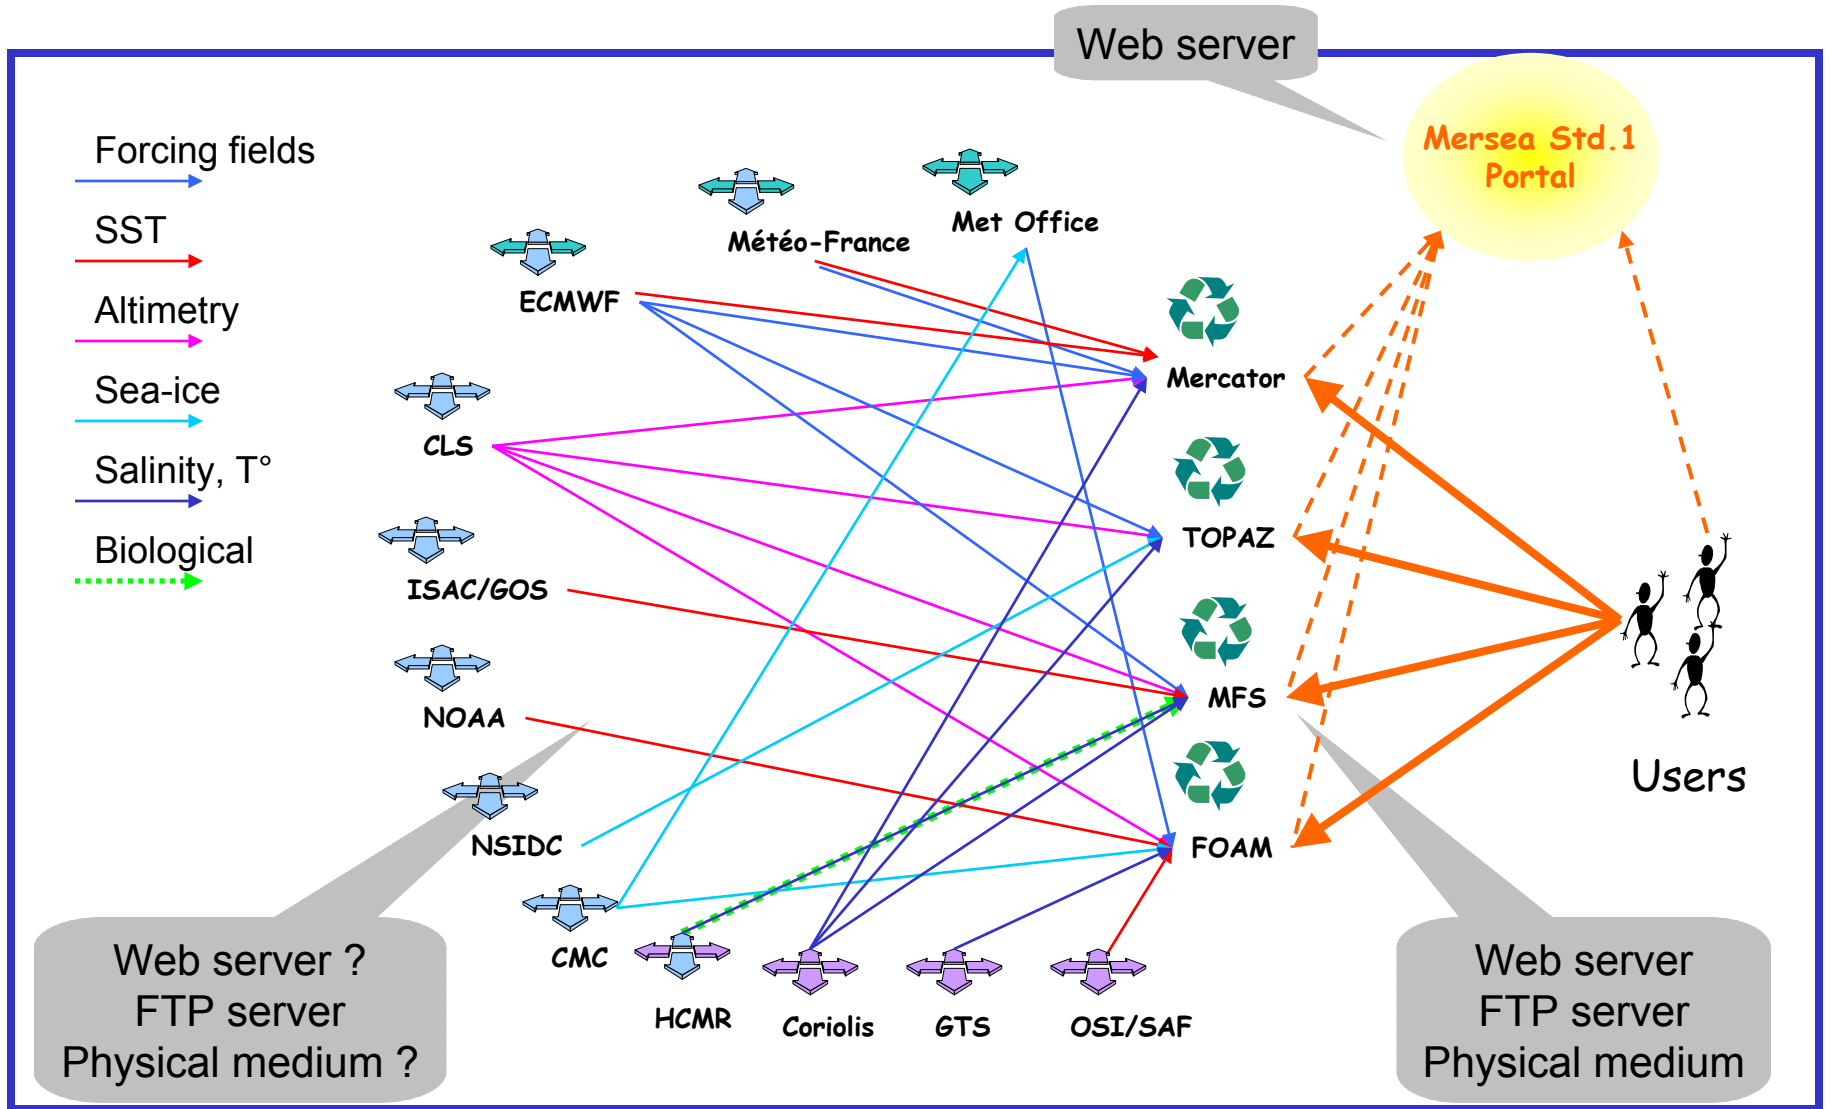 Web server
Mersea Std.1
Portal
Forcing fields
SST
Altimetry
Sea-ice
Salinity, T°
Biological
Met Office
Météo-France
ECMWF
CLS
ISAC/GOS
NOAA
NSIDC
CMC
HCMR
Coriolis
GTS
OSI/SAF
Mercator
TOPAZ
MFS
FOAM
Users
Web server ?
FTP server
Physical medium ?
Web server
FTP server
Physical medium